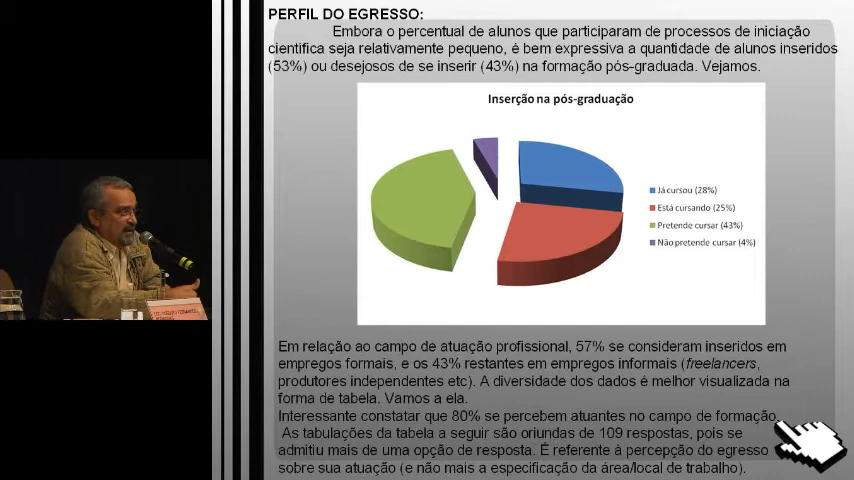 PERFIL DO EGRESSO:
Embora o percentual de alunos que participaram de processos de iniciação
cientifica seja relativamente pequeno, é bem expressiva a quantidade de alunos inseridos
(53%) ou desejosos de se inserir (43%) na formação pós-graduada. Vejamos.
Inserção na pós-graduação
Já cursou (28%)
Está cursando (25%)
Pretende cursar (43%)
Não pretende cursar (4%)
Em relação ao campo de atuação profissional, 57% se consideram inseridos em
empregos formais, e os 43% restantes em empregos informais (freelancers,
produtores independentes etc). A diversidade dos dados é melhor visualizada na
forma de tabela. Vamos a ela.
Interessante constatar que 80% se percebem atuantes no campo de formação.
As tabulações da tabela a seguir são oriundas de 109 respostas, pois se
admitiu mais de uma opção de resposta. É referente à percepção do egresso
sobre sua atuação (e não mais a especificação da área/local de trabalho).